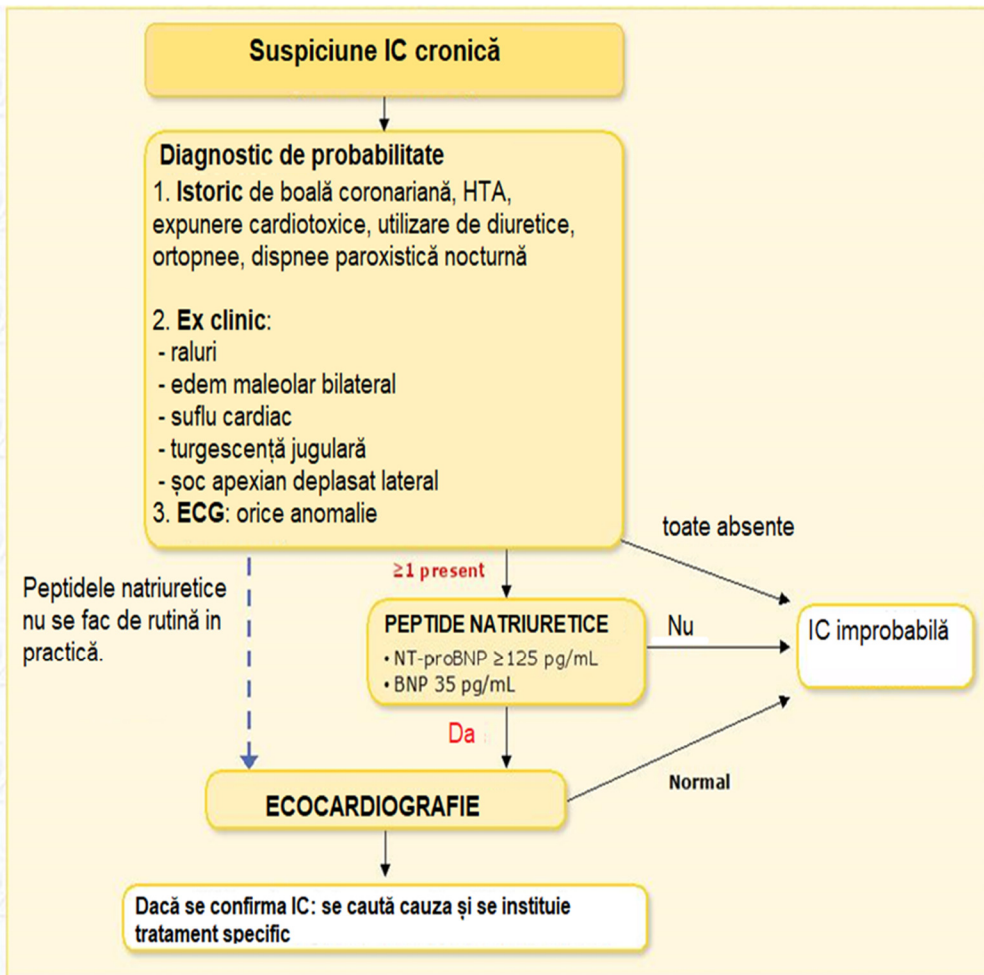 Suspiciune IC cronică
Diagnostic de probabilitate
1. Istoric de boală coronariană, HTA,
expunere cardiotoxice, utilizare de diuretice,
ortopnee, dispnee paroxistică nocturnă
2. Ex clinic:
- raluri
- edem maleolar bilateral
- suflu cardiac
- turgescență jugulară
- șoc apexian deplasat lateral
3. ECG: orice anomalie
toate absente
≥1 present
Peptidele natriuretice
nu se fac de rutină in
practică.
PEPTIDE NATRIURETICE
• NT-proBNP ≥125 pg/mL
• BNP 35 pg/mL
Nu
IC improbabilă
Da
Normal
ECOCARDIOGRAFIE
Dacă se confirma IC: se caută cauza și se instituie
tratament specific